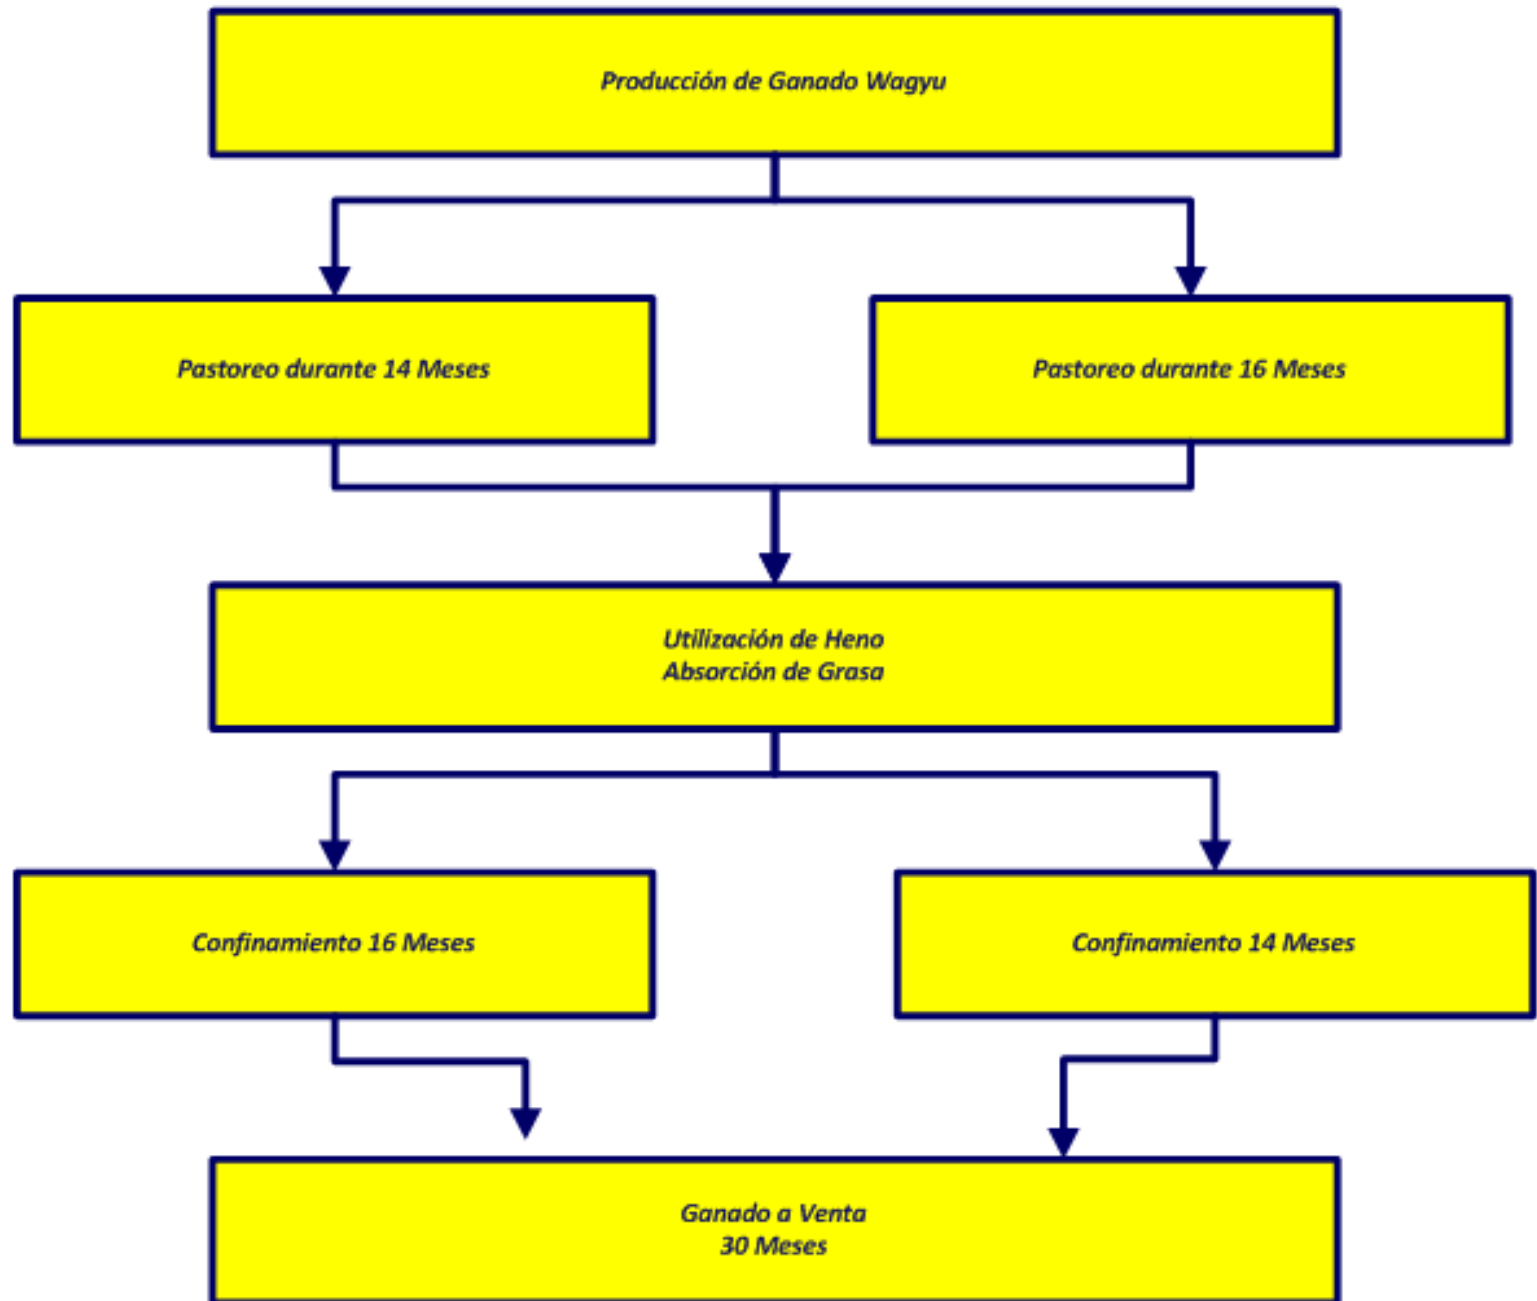 Producción de Ganado Wagyu
Pastoreo durante 14 Meses
Pastoreo durante 16 Meses
Utilización de Heno
Absorción de Grasa
Confinamiento 16 Meses
Confinamiento 14 Meses
Ganado a Venta
30 Meses